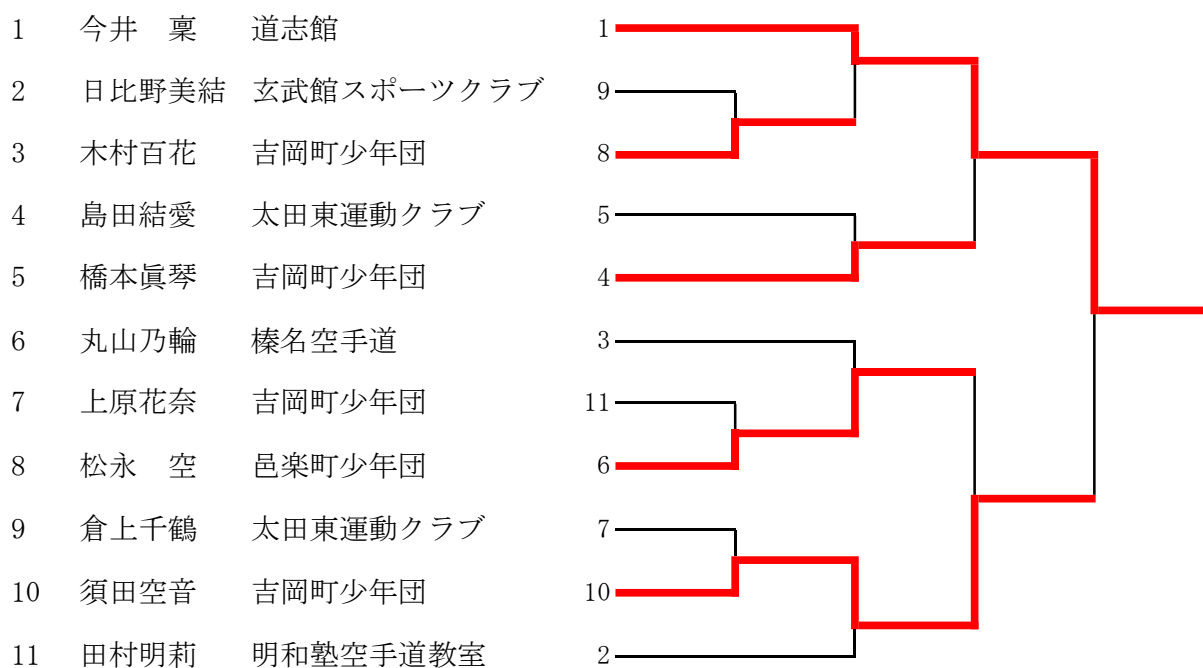 1 今井 稟 道志館 1
2 日比野美結 玄武館スポーツクラブ 9
3 木村百花 吉岡町少年団 8
4 島田結愛 太田東運動クラブ 5
5 橋本眞琴 吉岡町少年団 4
6 丸山乃輪 榛名空手道 3
7 上原花奈 吉岡町少年団 11
8 松永 空 邑楽町少年団 6
9 倉上千鶴 太田東運動クラブ 7
10 須田空音 吉岡町少年団 10
11 田村明莉 明和塾空手道教室 2